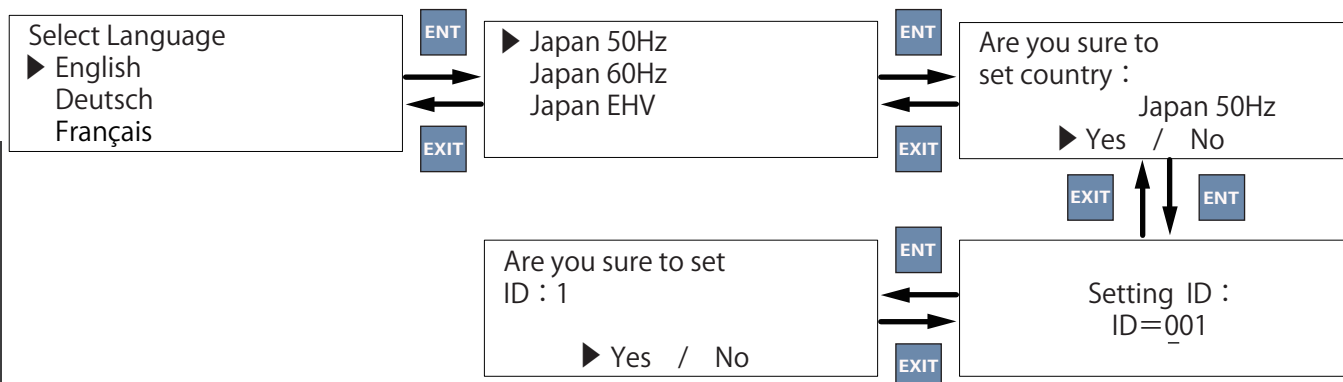 Select Language
▶ English
Deutsch
Français
ENT
EXIT
▶ Japan 50Hz
Japan 60Hz
Japan EHV
ENT
EXIT
Are you sure to
set country：
Japan 50Hz
▶ Yes / No
EXIT
ENT
Setting ID：
ID＝001
ENT
EXIT
Are you sure to set
ID：1
▶ Yes / No